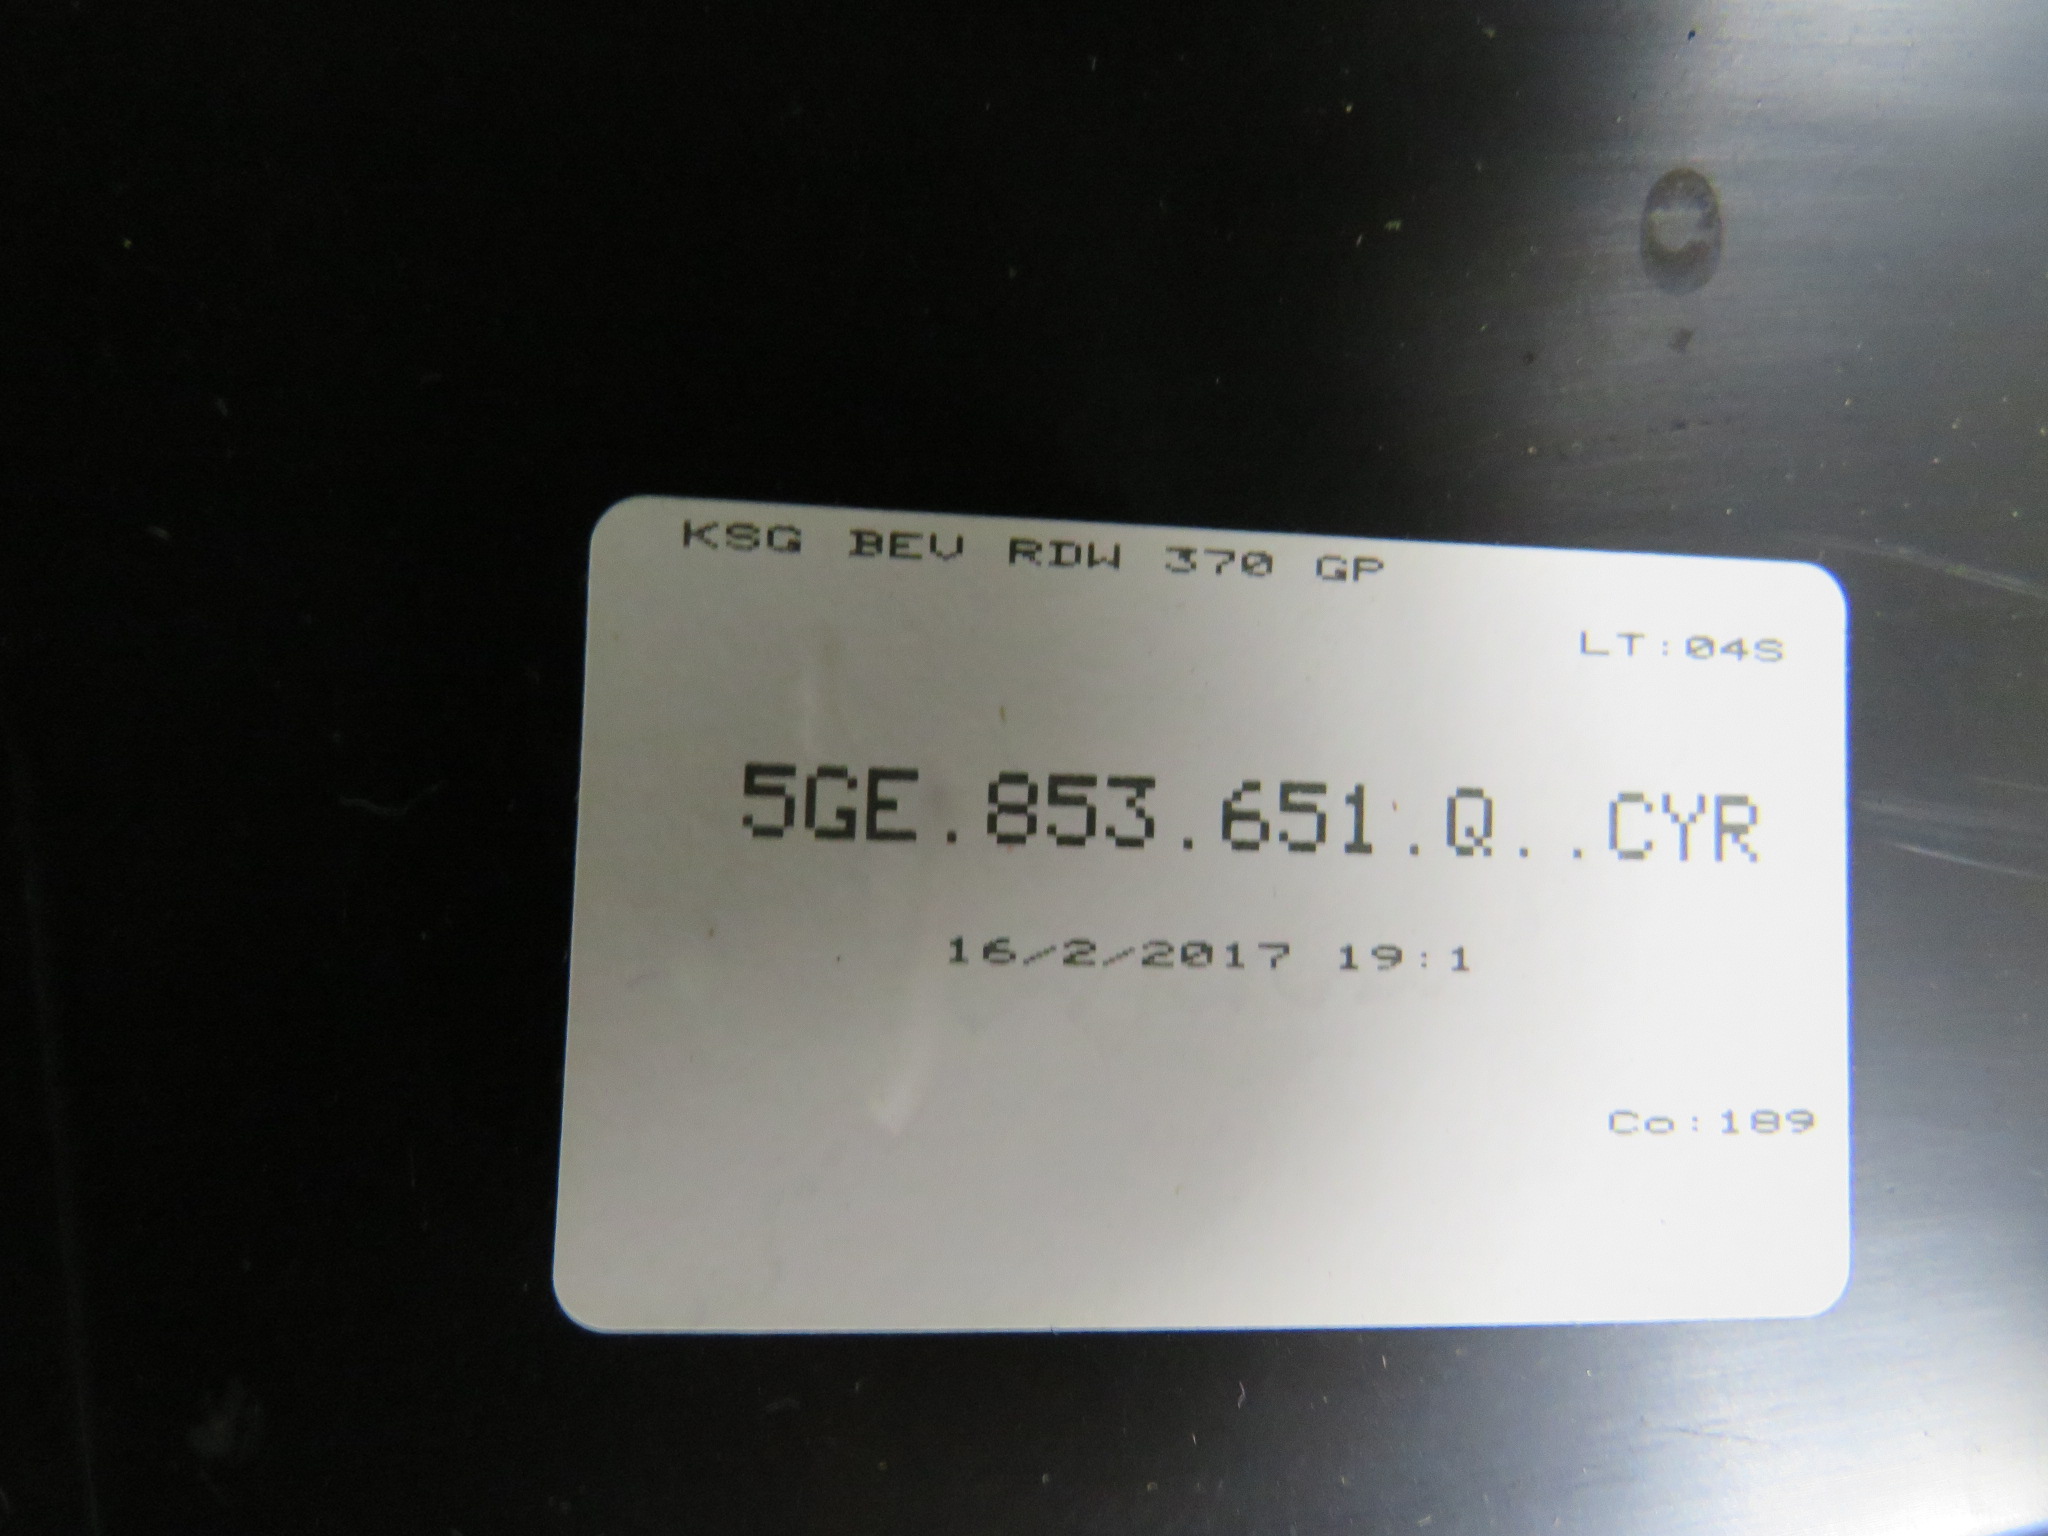 KSG BEV RDW 370 GP
LT:04S
5GE.853.651.Q..CYR
16/2/2017 19:1
Co:189